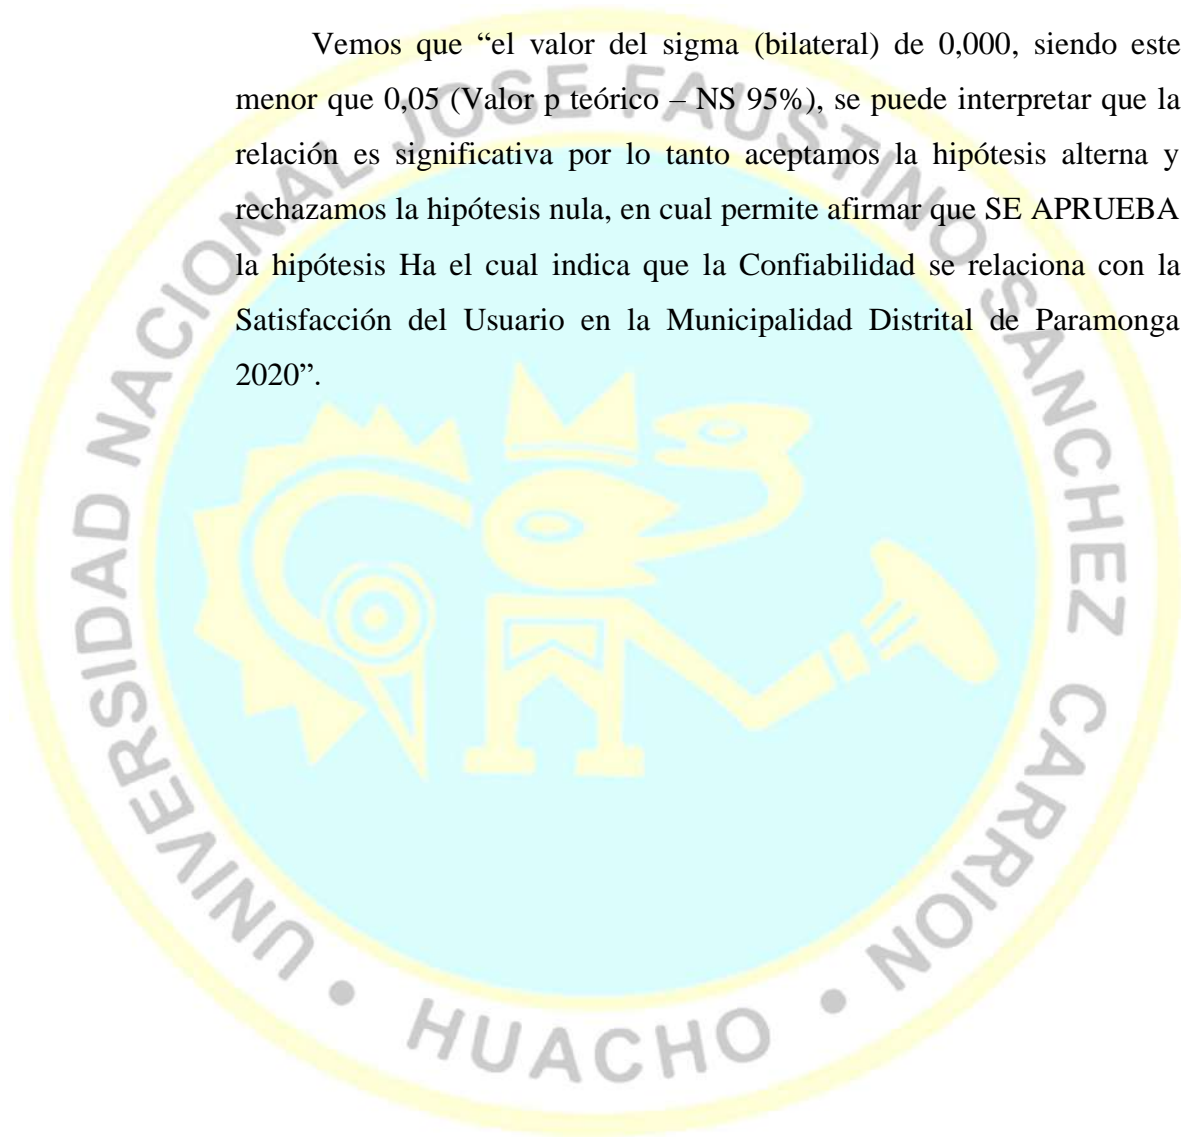 Vemos que “el valor del sigma (bilateral) de 0,000, siendo este
menor que 0,05 (Valor p teórico – NS 95%), se puede interpretar que la
relación es significativa por lo tanto aceptamos la hipótesis alterna y
rechazamos la hipótesis nula, en cual permite afirmar que SE APRUEBA
la hipótesis Ha el cual indica que la Confiabilidad se relaciona con la
Satisfacción del Usuario en la Municipalidad Distrital de Paramonga
2020”.
UNIVERSIDAD NACIONAL JOSE FAUSTINO SANCHEZ CARRION • HUACHO •